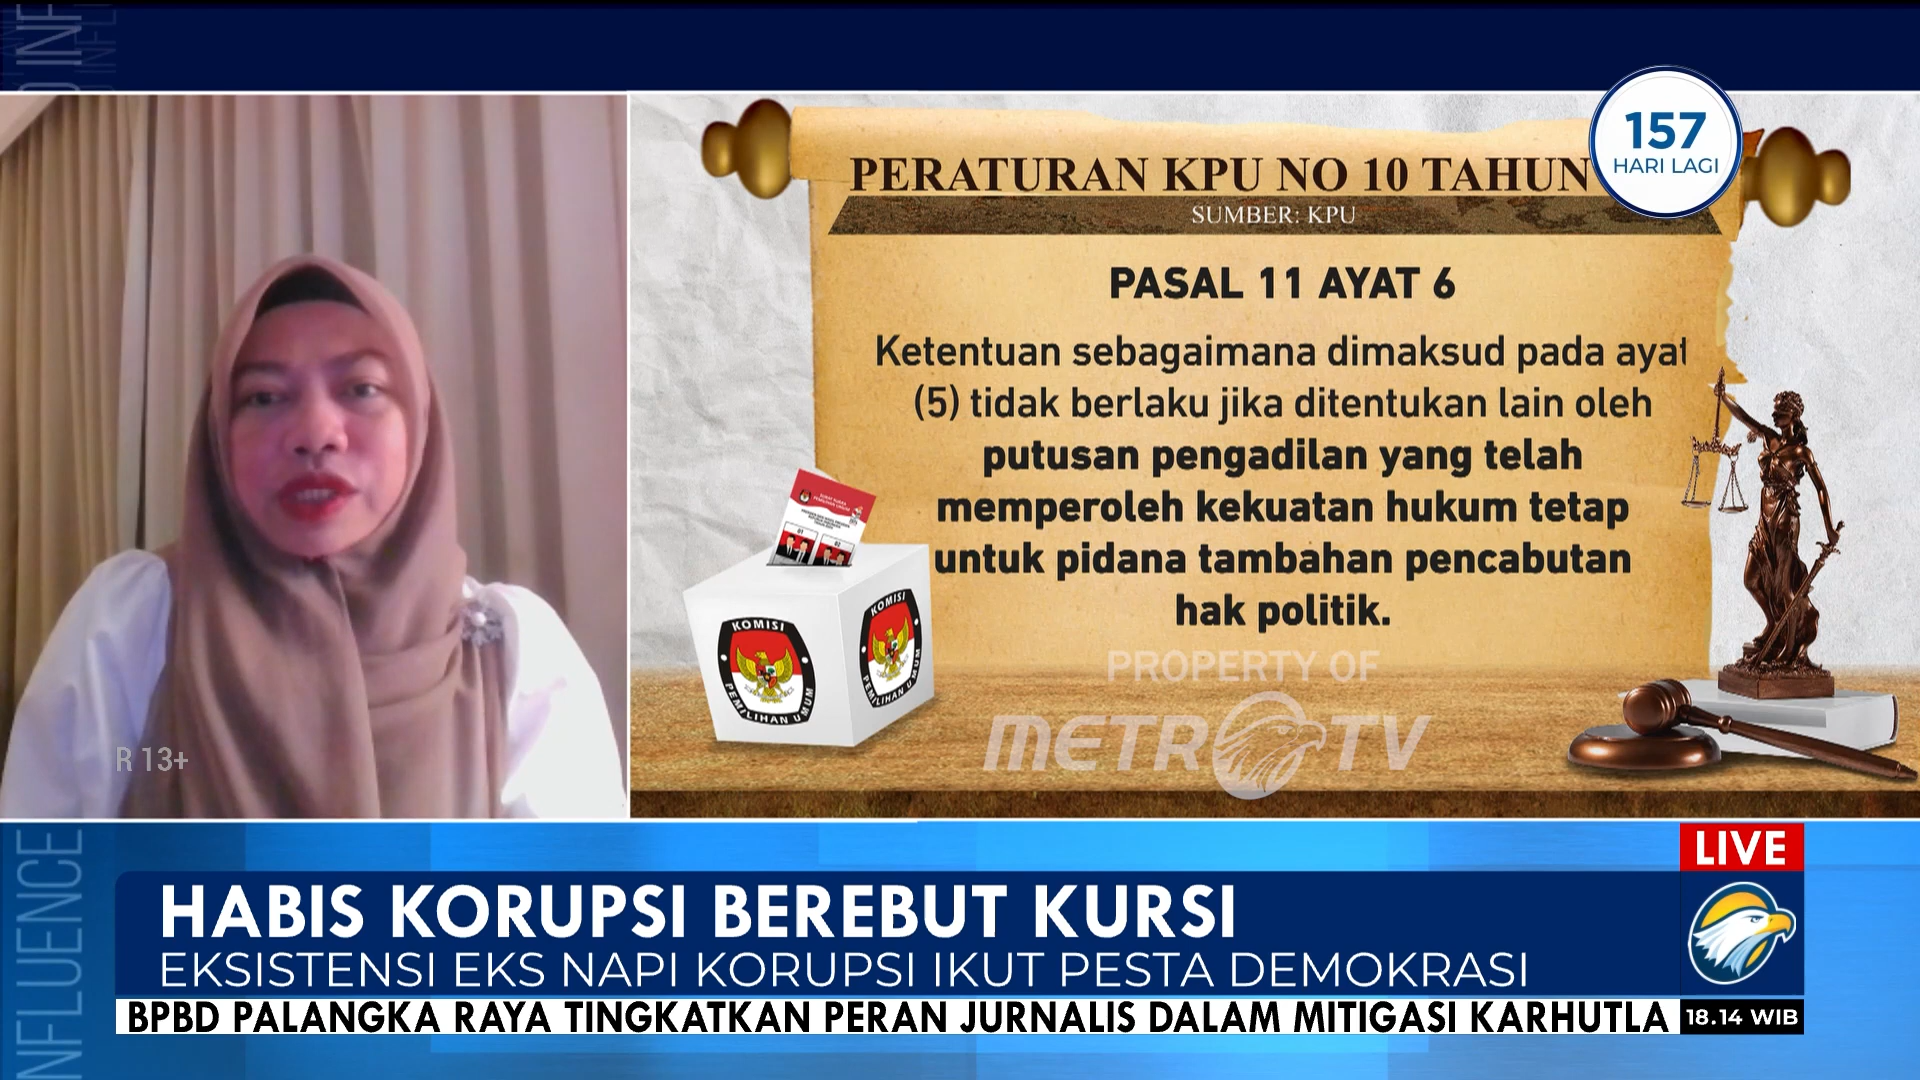 157
HARI LAGI
PERATURAN KPU NO 10 TAHUN
SUMBER: KPU
PASAL 11 AYAT 6
Ketentuan sebagaimana dimaksud pada ayat
(5) tidak berlaku jika ditentukan lain oleh
putusan pengadilan yang telah
memperoleh kekuatan hukum tetap
untuk pidana tambahan pencabutan
hak politik.
KOMISI
PEMILIHAN UMUM
KOMISI
PEMILIHAN UMUM
PROPERTY OF
METRO TV
R 13+
INFLUENCE
LIVE
HABIS KORUPSI BEREBUT KURSI
EKSISTENSI EKS NAPI KORUPSI IKUT PESTA DEMOKRASI
BPBD PALANGKA RAYA TINGKATKAN PERAN JURNALIS DALAM MITIGASI KARHUTLA
18.14 WIB